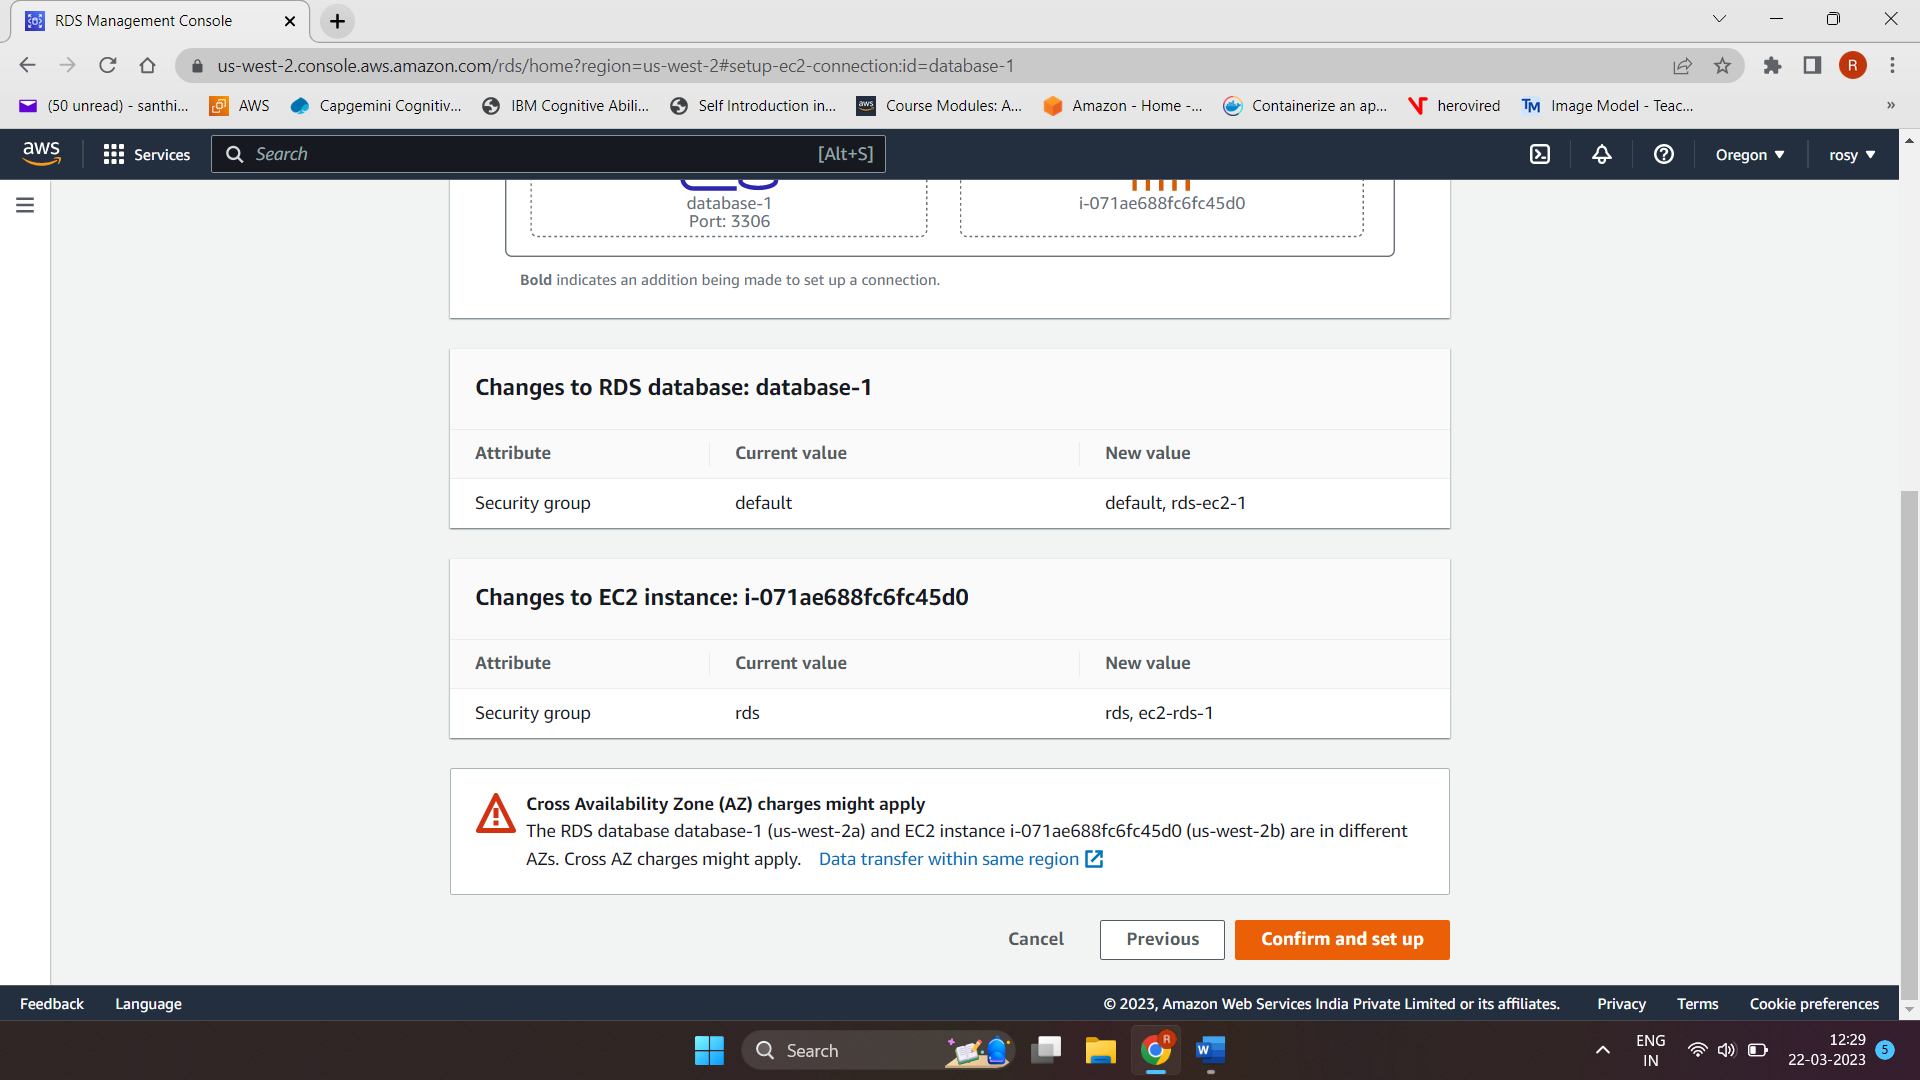 RDS Management Console
us-west-2.console.aws.amazon.com/rds/home?region=us-west-2#setup-ec2-connection:id=database-1
R
(50 unread) - santhi...
AWS
Capgemini Cognitiv...
IBM Cognitive Abili...
Self Introduction in...
aws
Course Modules: A...
Amazon - Home -...
Containerize an ap...
herovired
TM
Image Model - Teac...
»
aws
Services
Search
[Alt+S]
Oregon
rosy
database-1
Port: 3306
i-071ae688fc6fc45d0
Bold indicates an addition being made to set up a connection.
Changes to RDS database: database-1
Attribute
Current value
New value
Security group
default
default, rds-ec2-1
Changes to EC2 instance: i-071ae688fc6fc45d0
Attribute
Current value
New value
Security group
rds
rds, ec2-rds-1
Cross Availability Zone (AZ) charges might apply
The RDS database database-1 (us-west-2a) and EC2 instance i-071ae688fc6fc45d0 (us-west-2b) are in different
AZs. Cross AZ charges might apply. Data transfer within same region
Cancel
Previous
Confirm and set up
Feedback
Language
© 2023, Amazon Web Services India Private Limited or its affiliates.
Privacy
Terms
Cookie preferences
Search
R
W
ENG
IN
12:29
22-03-2023
5